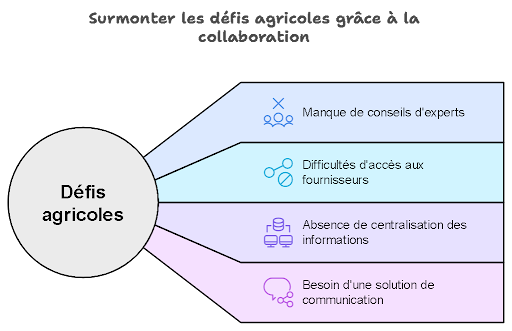 Surmonter les défis agricoles grâce à la
collaboration
Défis
agricoles
Manque de conseils d'experts
Difficultés d'accès aux
fournisseurs
Absence de centralisation des
informations
Besoin d'une solution de
communication